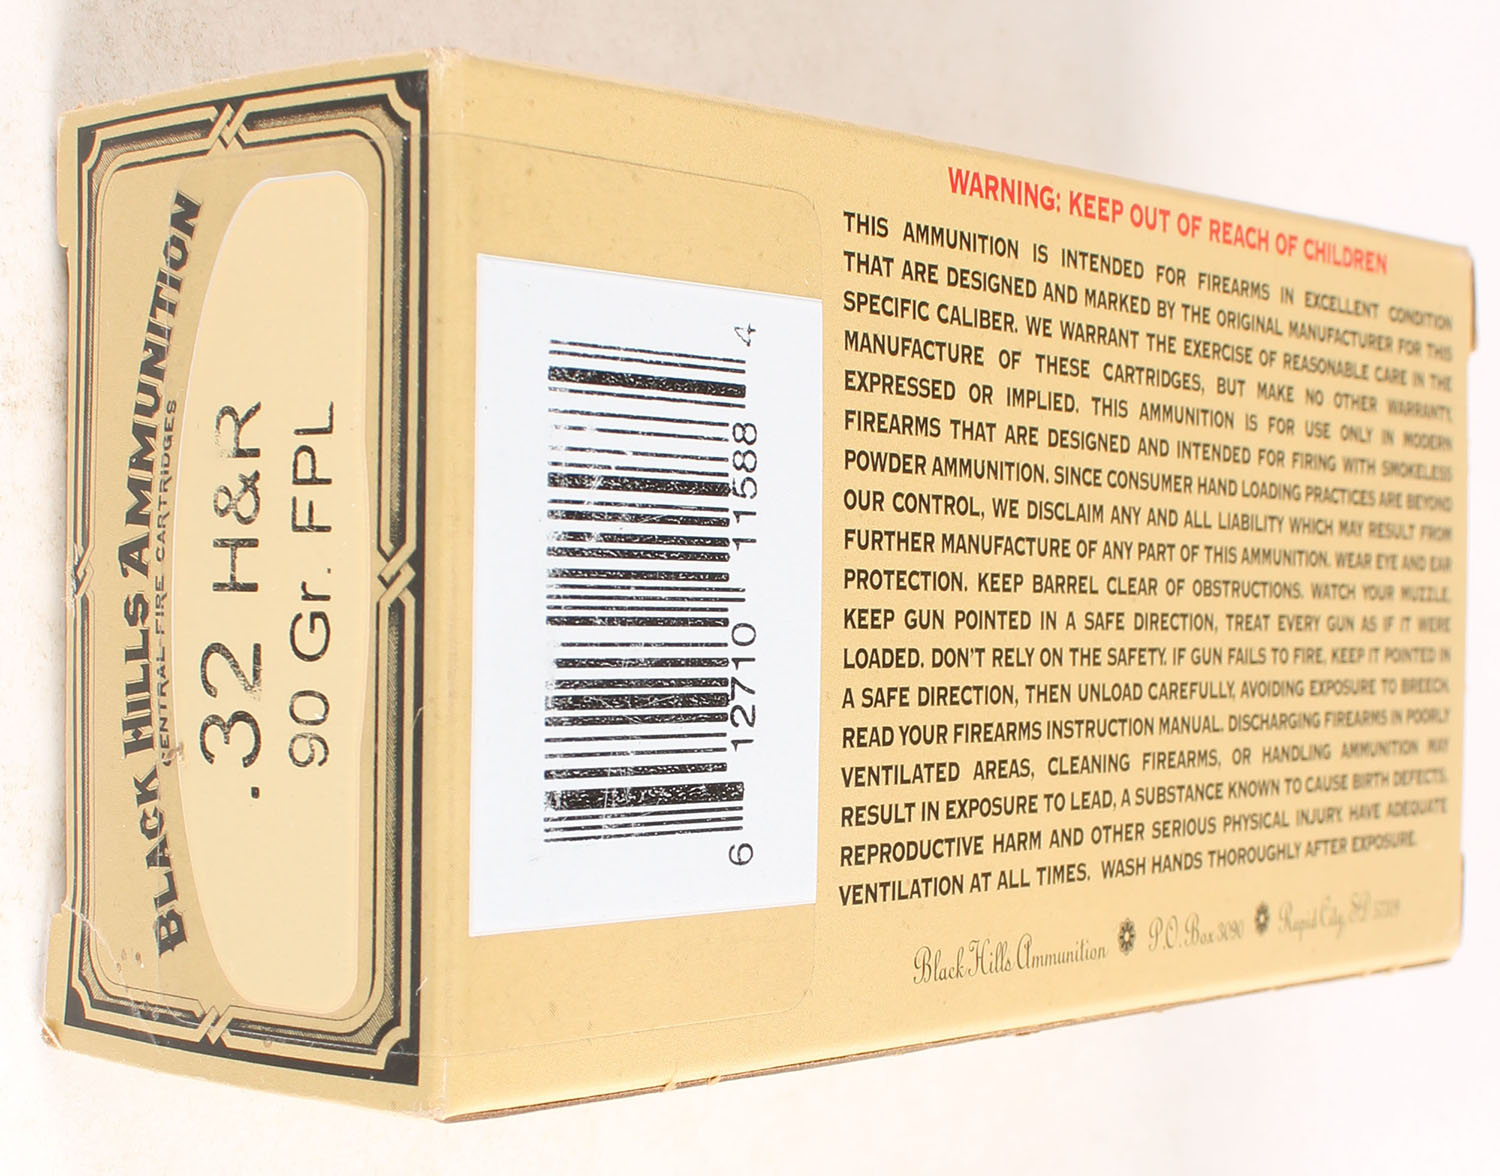 BLACK HILLS AMMUNITION
CENTRAL-FIRE CARTRIDGES
.32 H&R
90 Gr. FPL
6 12710 11588 4
WARNING: KEEP OUT OF REACH OF CHILDREN
THIS AMMUNITION IS INTENDED FOR FIREARMS IN EXCELLENT CONDITION
THAT ARE DESIGNED AND MARKED BY THE ORIGINAL MANUFACTURER FOR THIS
SPECIFIC CALIBER. WE WARRANT THE EXERCISE OF REASONABLE CARE IN THE
MANUFACTURE OF THESE CARTRIDGES, BUT MAKE NO OTHER WARRANTY,
EXPRESSED OR IMPLIED. THIS AMMUNITION IS FOR USE ONLY IN MODERN
FIREARMS THAT ARE DESIGNED AND INTENDED FOR FIRING WITH SMOKELESS
POWDER AMMUNITION. SINCE CONSUMER HAND LOADING PRACTICES ARE BEYOND
OUR CONTROL, WE DISCLAIM ANY AND ALL LIABILITY WHICH MAY RESULT FROM
FURTHER MANUFACTURE OF ANY PART OF THIS AMMUNITION. WEAR EYE AND EAR
PROTECTION. KEEP BARREL CLEAR OF OBSTRUCTIONS. WATCH YOUR MUZZLE.
KEEP GUN POINTED IN A SAFE DIRECTION, TREAT EVERY GUN AS IF IT WERE
LOADED. DON'T RELY ON THE SAFETY. IF GUN FAILS TO FIRE, KEEP IT POINTED IN
A SAFE DIRECTION, THEN UNLOAD CAREFULLY, AVOIDING EXPOSURE TO BREECH.
READ YOUR FIREARMS INSTRUCTION MANUAL. DISCHARGING FIREARMS IN POORLY
VENTILATED AREAS, CLEANING FIREARMS, OR HANDLING AMMUNITION MAY
RESULT IN EXPOSURE TO LEAD, A SUBSTANCE KNOWN TO CAUSE BIRTH DEFECTS,
REPRODUCTIVE HARM AND OTHER SERIOUS PHYSICAL INJURY. HAVE ADEQUATE
VENTILATION AT ALL TIMES. WASH HANDS THOROUGHLY AFTER EXPOSURE.
Black Hills Ammunition P.O. Box 3090 Rapid City, SD 57709